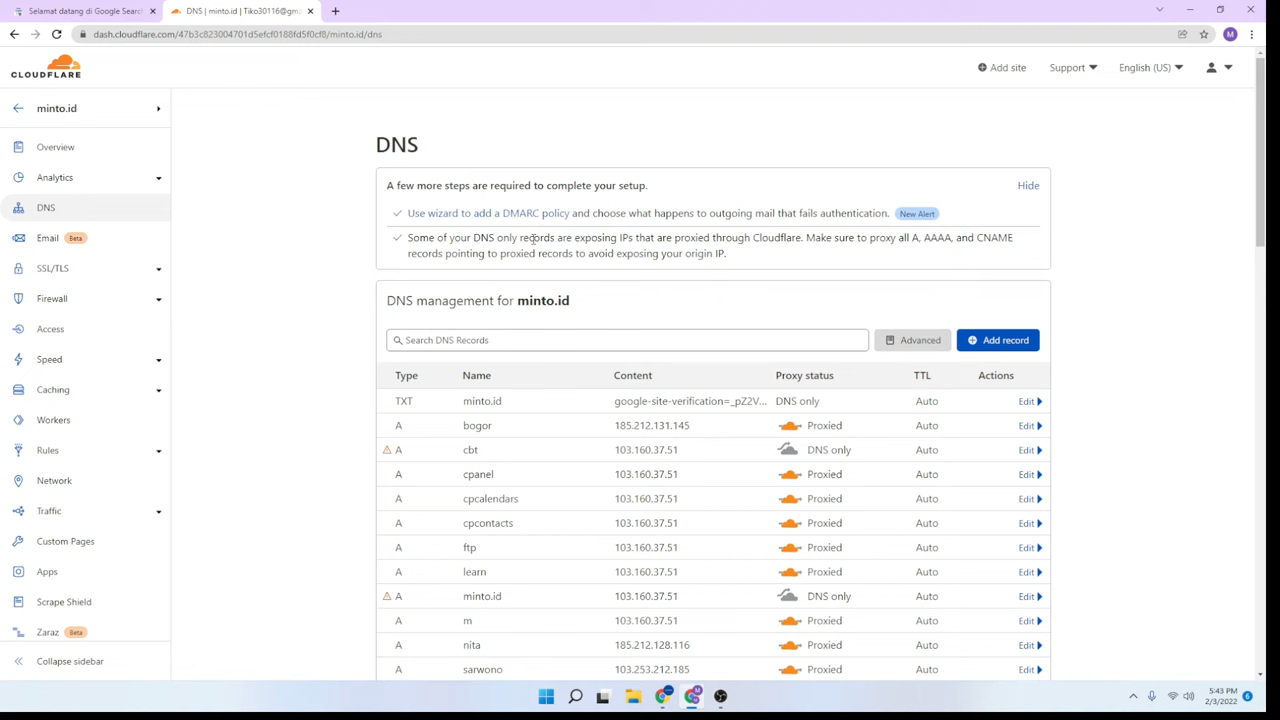 Selamat datang di Google Searc
DNS | minto.id | Tiko30116@gm
dash.cloudflare.com/47b3c823004701d5efcf0188fd5f0cf8/minto.id/dns
M
CLOUDFLARE
Add site
Support
English (US)
minto.id
Overview
Analytics
DNS
Email Beta
SSL/TLS
Firewall
Access
Speed
Caching
Workers
Rules
Network
Traffic
Custom Pages
Apps
Scrape Shield
Zaraz Beta
Collapse sidebar
DNS
A few more steps are required to complete your setup.
Hide
Use wizard to add a DMARC policy and choose what happens to outgoing mail that fails authentication. New Alert
Some of your DNS only records are exposing IPs that are proxied through Cloudflare. Make sure to proxy all A, AAAA, and CNAME
records pointing to proxied records to avoid exposing your origin IP.
DNS management for minto.id
Search DNS Records
Advanced
Add record
Type Name Content Proxy status TTL Actions
TXT minto.id google-site-verification=_pZ2V... DNS only Auto Edit
A bogor 185.212.131.145 Proxied Auto Edit
A cbt 103.160.37.51 DNS only Auto Edit
A cpanel 103.160.37.51 Proxied Auto Edit
A cpcalendars 103.160.37.51 Proxied Auto Edit
A cpcontacts 103.160.37.51 Proxied Auto Edit
A ftp 103.160.37.51 Proxied Auto Edit
A learn 103.160.37.51 Proxied Auto Edit
A minto.id 103.160.37.51 DNS only Auto Edit
A m 103.160.37.51 Proxied Auto Edit
A nita 185.212.128.116 Proxied Auto Edit
A sarwono 103.253.212.185 Proxied Auto Edit
5:43 PM
2/3/2022
6